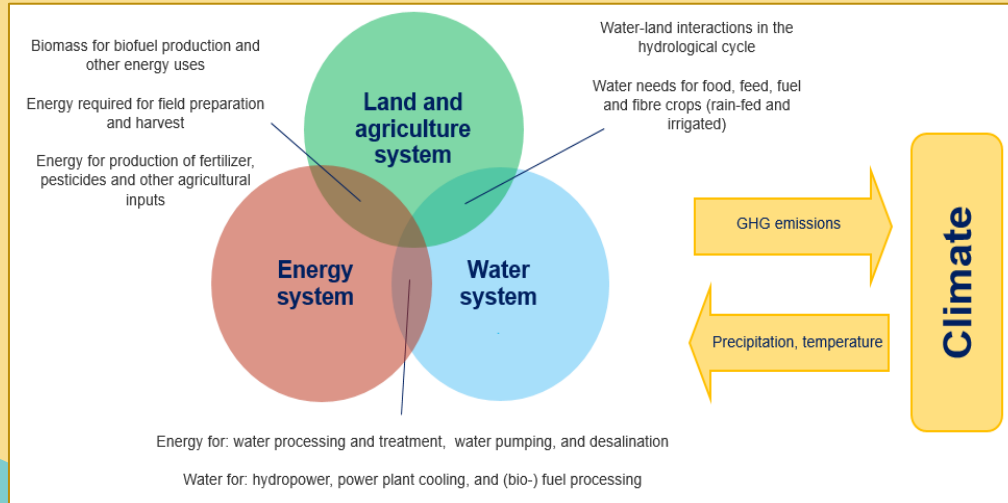 Biomass for biofuel production and
other energy uses
Energy required for field preparation
and harvest
Energy for production of fertilizer,
pesticides and other agricultural
inputs
Land and
agriculture
system
Water-land interactions in the
hydrological cycle
Water needs for food, feed, fuel
and fibre crops (rain-fed and
irrigated)
Energy
system
Water
system
GHG emissions
Precipitation, temperature
Climate
Energy for: water processing and treatment, water pumping, and desalination
Water for: hydropower, power plant cooling, and (bio-) fuel processing